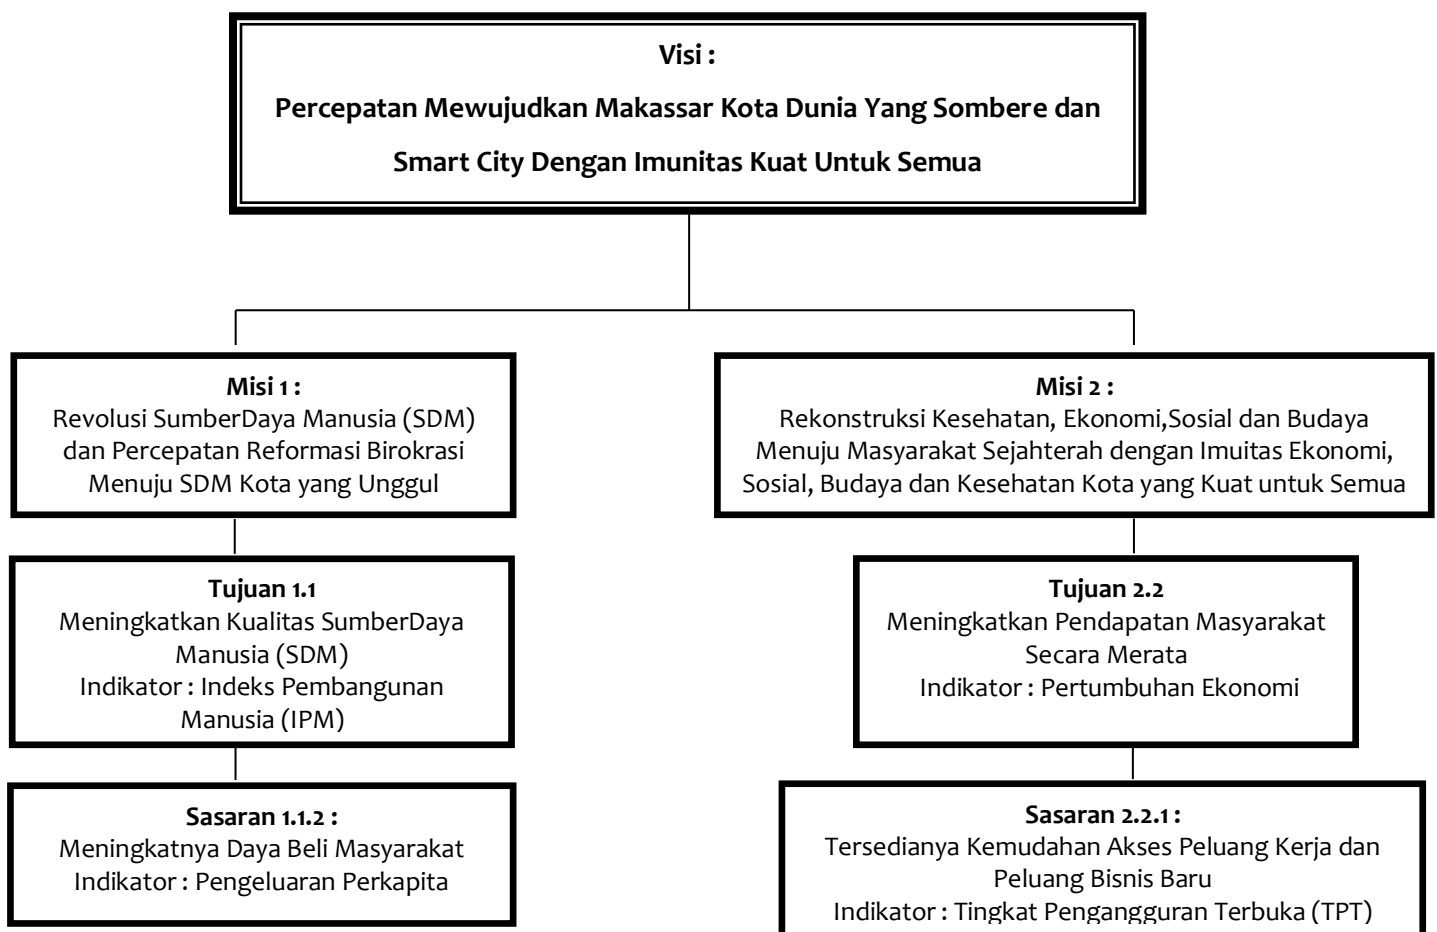 Visi :
Percepatan Mewujudkan Makassar Kota Dunia Yang Sombere dan
Smart City Dengan Imunitas Kuat Untuk Semua
Misi 1 :
Revolusi SumberDaya Manusia (SDM)
dan Percepatan Reformasi Birokrasi
Menuju SDM Kota yang Unggul
Misi 2 :
Rekonstruksi Kesehatan, Ekonomi,Sosial dan Budaya
Menuju Masyarakat Sejahterah dengan Imuitas Ekonomi,
Sosial, Budaya dan Kesehatan Kota yang Kuat untuk Semua
Tujuan 1.1
Meningkatkan Kualitas SumberDaya
Manusia (SDM)
Indikator : Indeks Pembangunan
Manusia (IPM)
Tujuan 2.2
Meningkatkan Pendapatan Masyarakat
Secara Merata
Indikator : Pertumbuhan Ekonomi
Sasaran 1.1.2 :
Meningkatnya Daya Beli Masyarakat
Indikator : Pengeluaran Perkapita
Sasaran 2.2.1 :
Tersedianya Kemudahan Akses Peluang Kerja dan
Peluang Bisnis Baru
Indikator : Tingkat Pengangguran Terbuka (TPT)